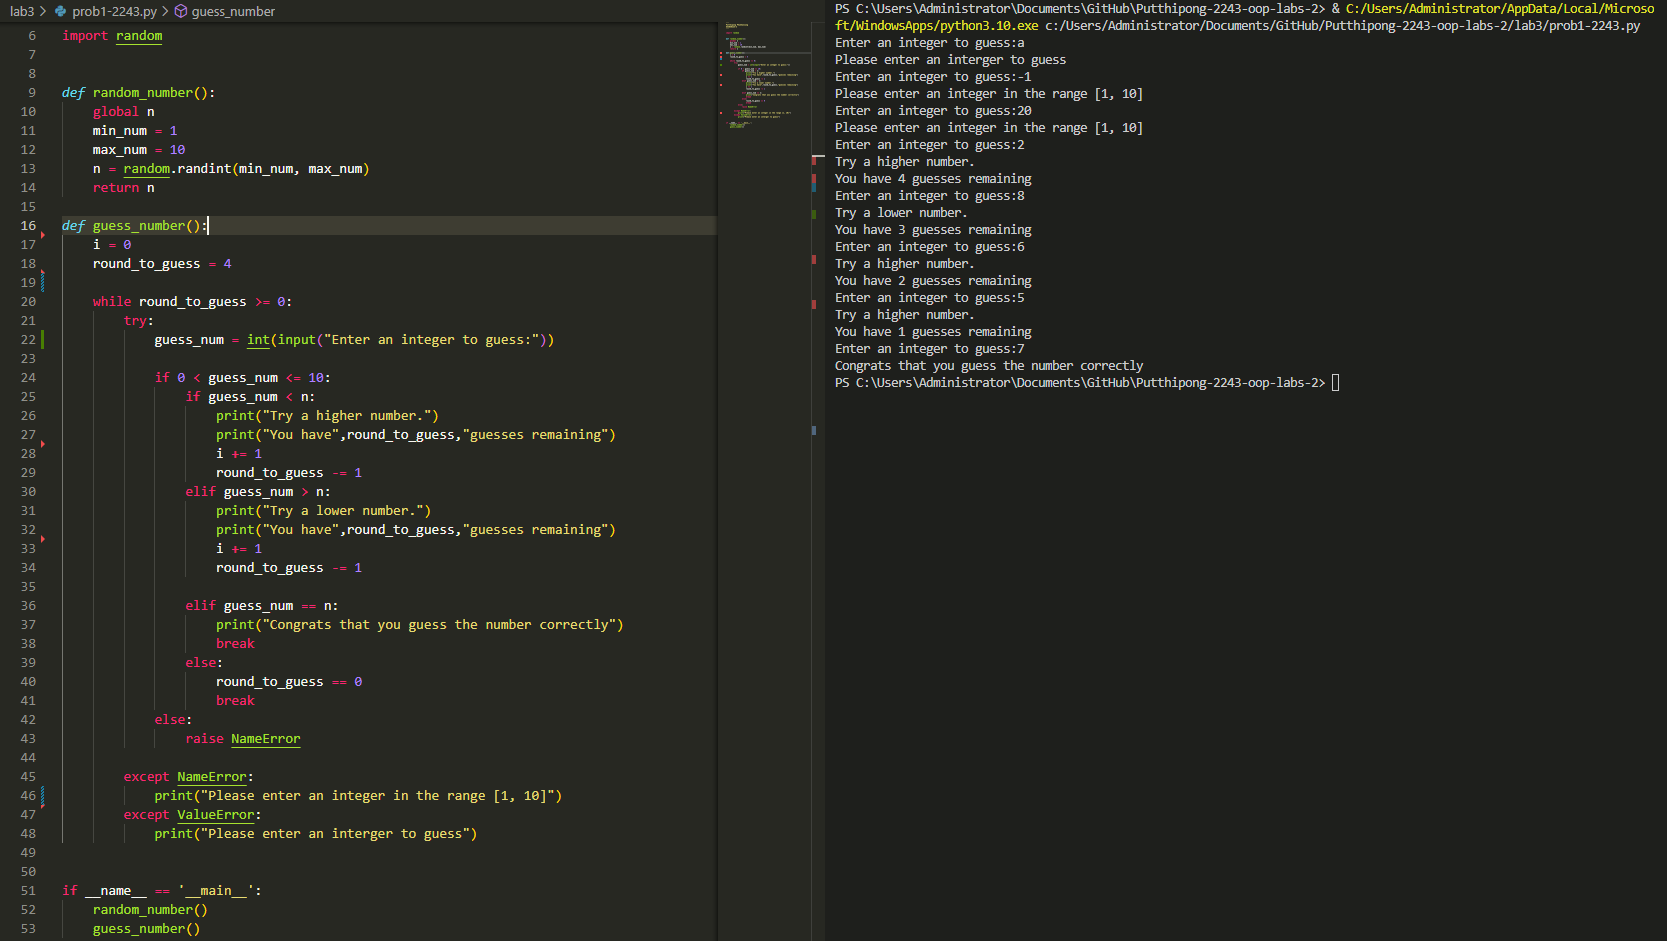 lab3 > prob1-2243.py > guess_number
6 import random
7
8
9 def random_number():
10 global n
11 min_num = 1
12 max_num = 10
13 n = random.randint(min_num, max_num)
14 return n
15
16 def guess_number():
17 i = 0
18 round_to_guess = 4
19
20 while round_to_guess >= 0:
21 try:
22 guess_num = int(input("Enter an integer to guess:"))
23
24 if 0 < guess_num <= 10:
25 if guess_num < n:
26 print("Try a higher number.")
27 print("You have",round_to_guess,"guesses remaining")
28 i += 1
29 round_to_guess -= 1
30 elif guess_num > n:
31 print("Try a lower number.")
32 print("You have",round_to_guess,"guesses remaining")
33 i += 1
34 round_to_guess -= 1
35
36 elif guess_num == n:
37 print("Congrats that you guess the number correctly")
38 break
39 else:
40 round_to_guess == 0
41 break
42 else:
43 raise NameError
44
45 except NameError:
46 print("Please enter an integer in the range [1, 10]")
47 except ValueError:
48 print("Please enter an interger to guess")
49
50
51 if __name__ == '__main__':
52 random_number()
53 guess_number()
PS C:\Users\Administrator\Documents\GitHub\Putthipong-2243-oop-labs-2> & C:/Users/Administrator/AppData/Local/Microso
ft/WindowsApps/python3.10.exe c:/Users/Administrator/Documents/GitHub/Putthipong-2243-oop-labs-2/lab3/prob1-2243.py
Enter an integer to guess:a
Please enter an interger to guess
Enter an integer to guess:-1
Please enter an integer in the range [1, 10]
Enter an integer to guess:20
Please enter an integer in the range [1, 10]
Enter an integer to guess:2
Try a higher number.
You have 4 guesses remaining
Enter an integer to guess:8
Try a lower number.
You have 3 guesses remaining
Enter an integer to guess:6
Try a higher number.
You have 2 guesses remaining
Enter an integer to guess:5
Try a higher number.
You have 1 guesses remaining
Enter an integer to guess:7
Congrats that you guess the number correctly
PS C:\Users\Administrator\Documents\GitHub\Putthipong-2243-oop-labs-2>